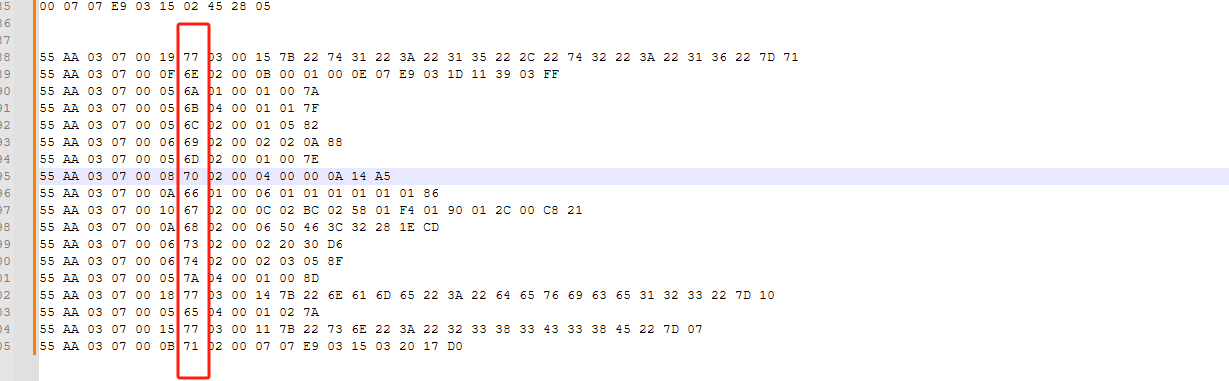 00 07 07 E9 03 15 02 45 28 05
55 AA 03 07 00 19 77 03 00 15 7B 22 74 31 22 3A 22 31 35 22 2C 22 74 32 22 3A 22 31 36 22 7D 71
55 AA 03 07 00 0F 6E 02 00 0B 00 01 00 0E 07 E9 03 1D 11 39 03 FF
55 AA 03 07 00 05 6A 01 00 01 00 7A
55 AA 03 07 00 05 6B 04 00 01 01 7F
55 AA 03 07 00 05 6C 02 00 01 05 82
55 AA 03 07 00 06 69 02 00 02 02 0A 88
55 AA 03 07 00 05 6D 02 00 01 00 7E
55 AA 03 07 00 08 70 02 00 04 00 00 0A 14 A5
55 AA 03 07 00 0A 66 01 00 06 01 01 01 01 01 01 86
55 AA 03 07 00 10 67 02 00 0C 02 BC 02 58 01 F4 01 90 01 2C 00 C8 21
55 AA 03 07 00 0A 68 02 00 06 50 46 3C 32 28 1E CD
55 AA 03 07 00 06 73 02 00 02 20 30 D6
55 AA 03 07 00 06 74 02 00 02 03 05 8F
55 AA 03 07 00 05 7A 04 00 01 00 8D
55 AA 03 07 00 18 77 03 00 14 7B 22 6E 61 6D 65 22 3A 22 64 65 76 69 63 65 31 32 33 22 7D 10
55 AA 03 07 00 05 65 04 00 01 02 7A
55 AA 03 07 00 15 77 03 00 11 7B 22 73 6E 22 3A 22 32 33 38 33 43 33 38 45 22 7D 07
55 AA 03 07 00 0B 71 02 00 07 07 E9 03 15 03 20 17 D0